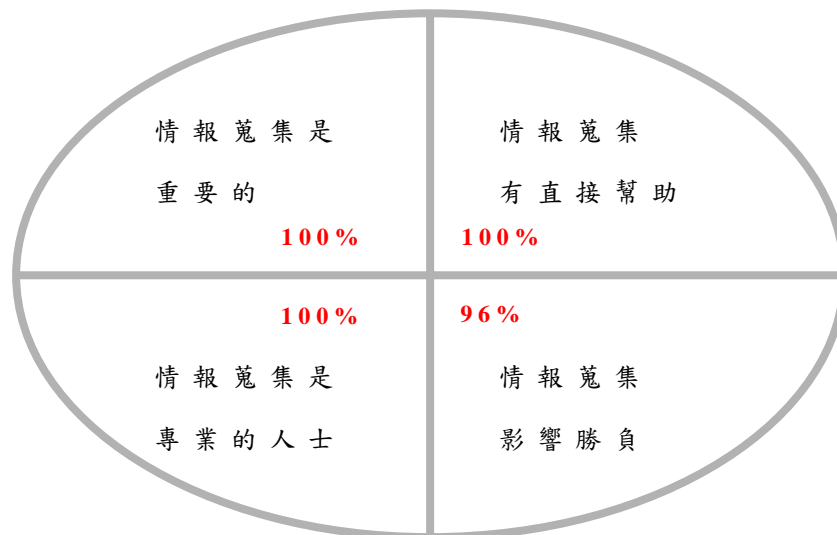 情報蒐集是
重要的
100%
情報蒐集
有直接幫助
100%
100%
情報蒐集是
專業的人士
96%
情報蒐集
影響勝負